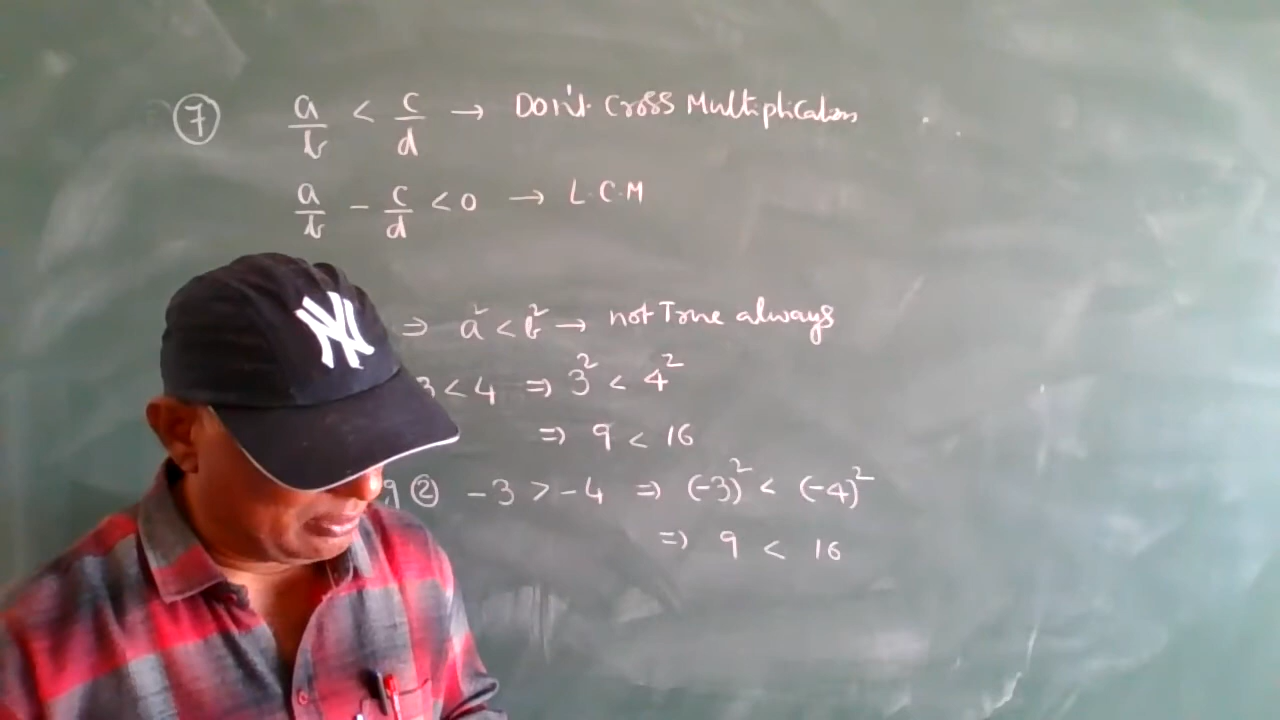 ⑦ a/b < c/d → Don't Cross Multiplication
a/b - c/d < 0 → L.C.M
⇒ a² < b² → not True always
3 < 4 ⇒ 3² < 4²
⇒ 9 < 16
g ② -3 > -4 ⇒ (-3)² < (-4)²
⇒ 9 < 16
NY